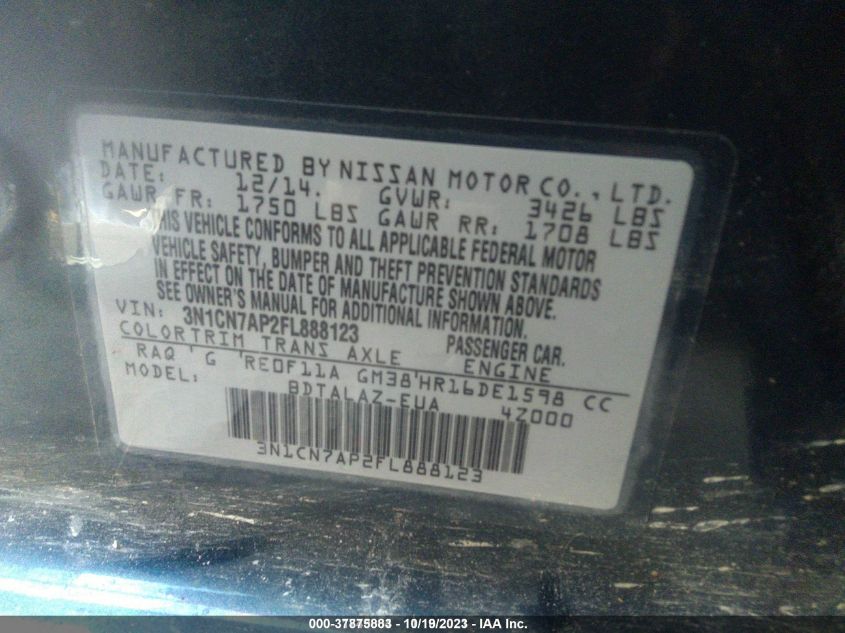 MANUFACTURED BY NISSAN MOTOR CO., LTD.
DATE: 12/14. GVWR: 3426 LBS
GAWR FR: 1750 LBS GAWR RR: 1708 LBS
THIS VEHICLE CONFORMS TO ALL APPLICABLE FEDERAL MOTOR
VEHICLE SAFETY, BUMPER AND THEFT PREVENTION STANDARDS
IN EFFECT ON THE DATE OF MANUFACTURE SHOWN ABOVE.
SEE OWNER'S MANUAL FOR ADDITIONAL INFORMATION.
VIN: 3N1CN7AP2FL888123 PASSENGER CAR.
COLOR TRIM TRANS AXLE ENGINE
RAQ ' G 'RE0F11A GM38'HR16DE1598 CC
MODEL: BDTALAZ-EUA 4Z000
3N1CN7AP2FL888123
000-37875883 - 10/19/2023 - IAA Inc.